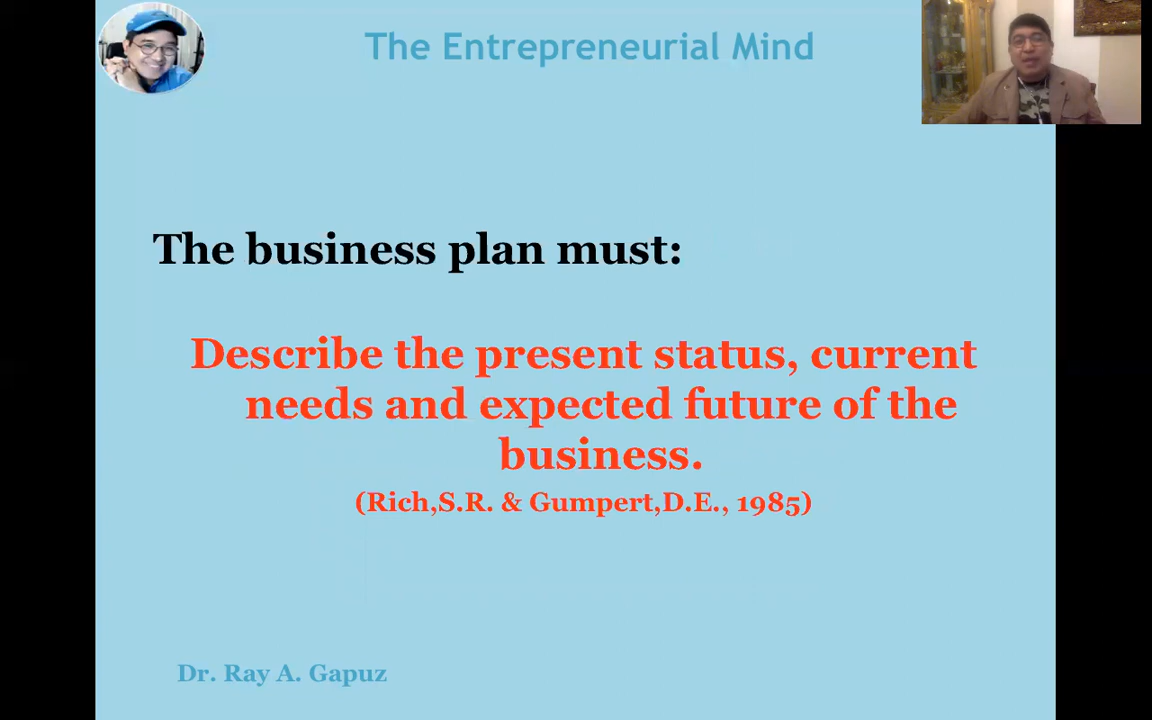 The Entrepreneurial Mind
The business plan must:
Describe the present status, current
needs and expected future of the
business.
(Rich,S.R. & Gumpert,D.E., 1985)
Dr. Ray A. Gapuz